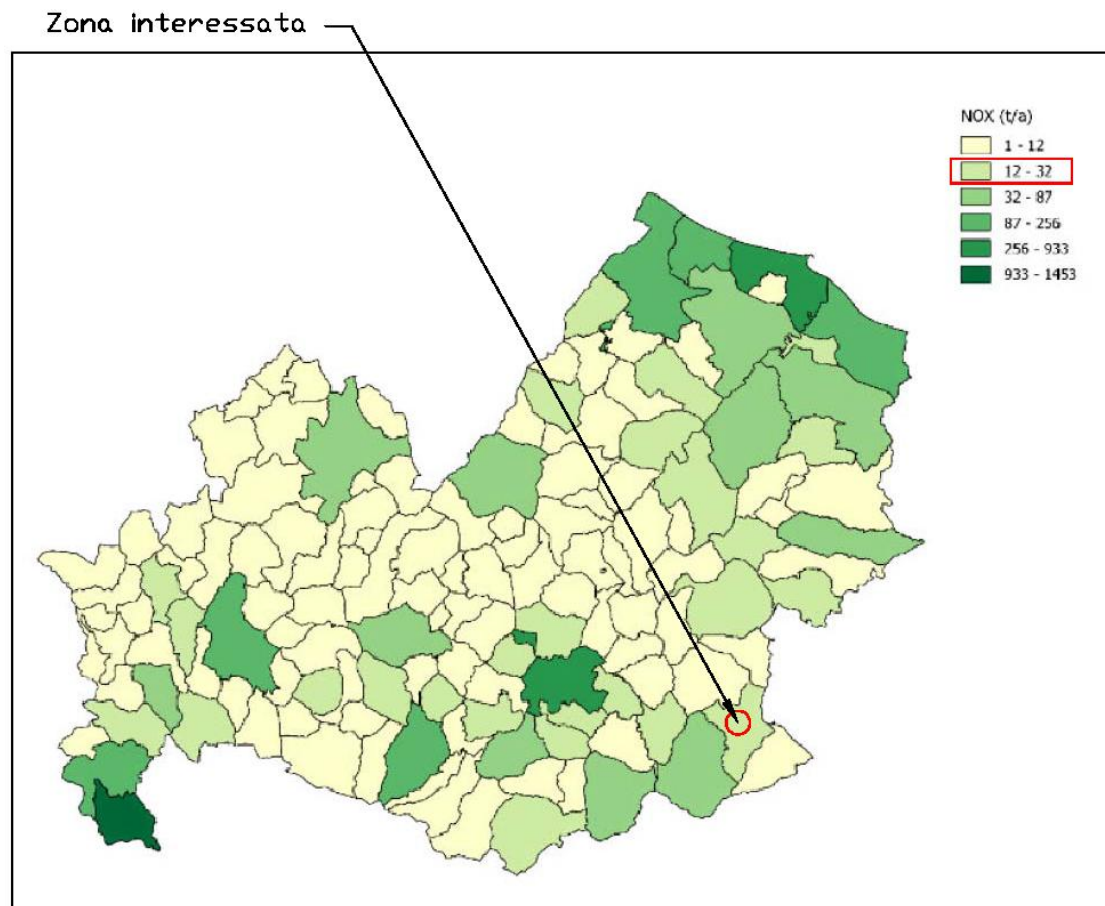 Zona interessata
NOX (t/a)
1 - 12
12 - 32
32 - 87
87 - 256
256 - 933
933 - 1453